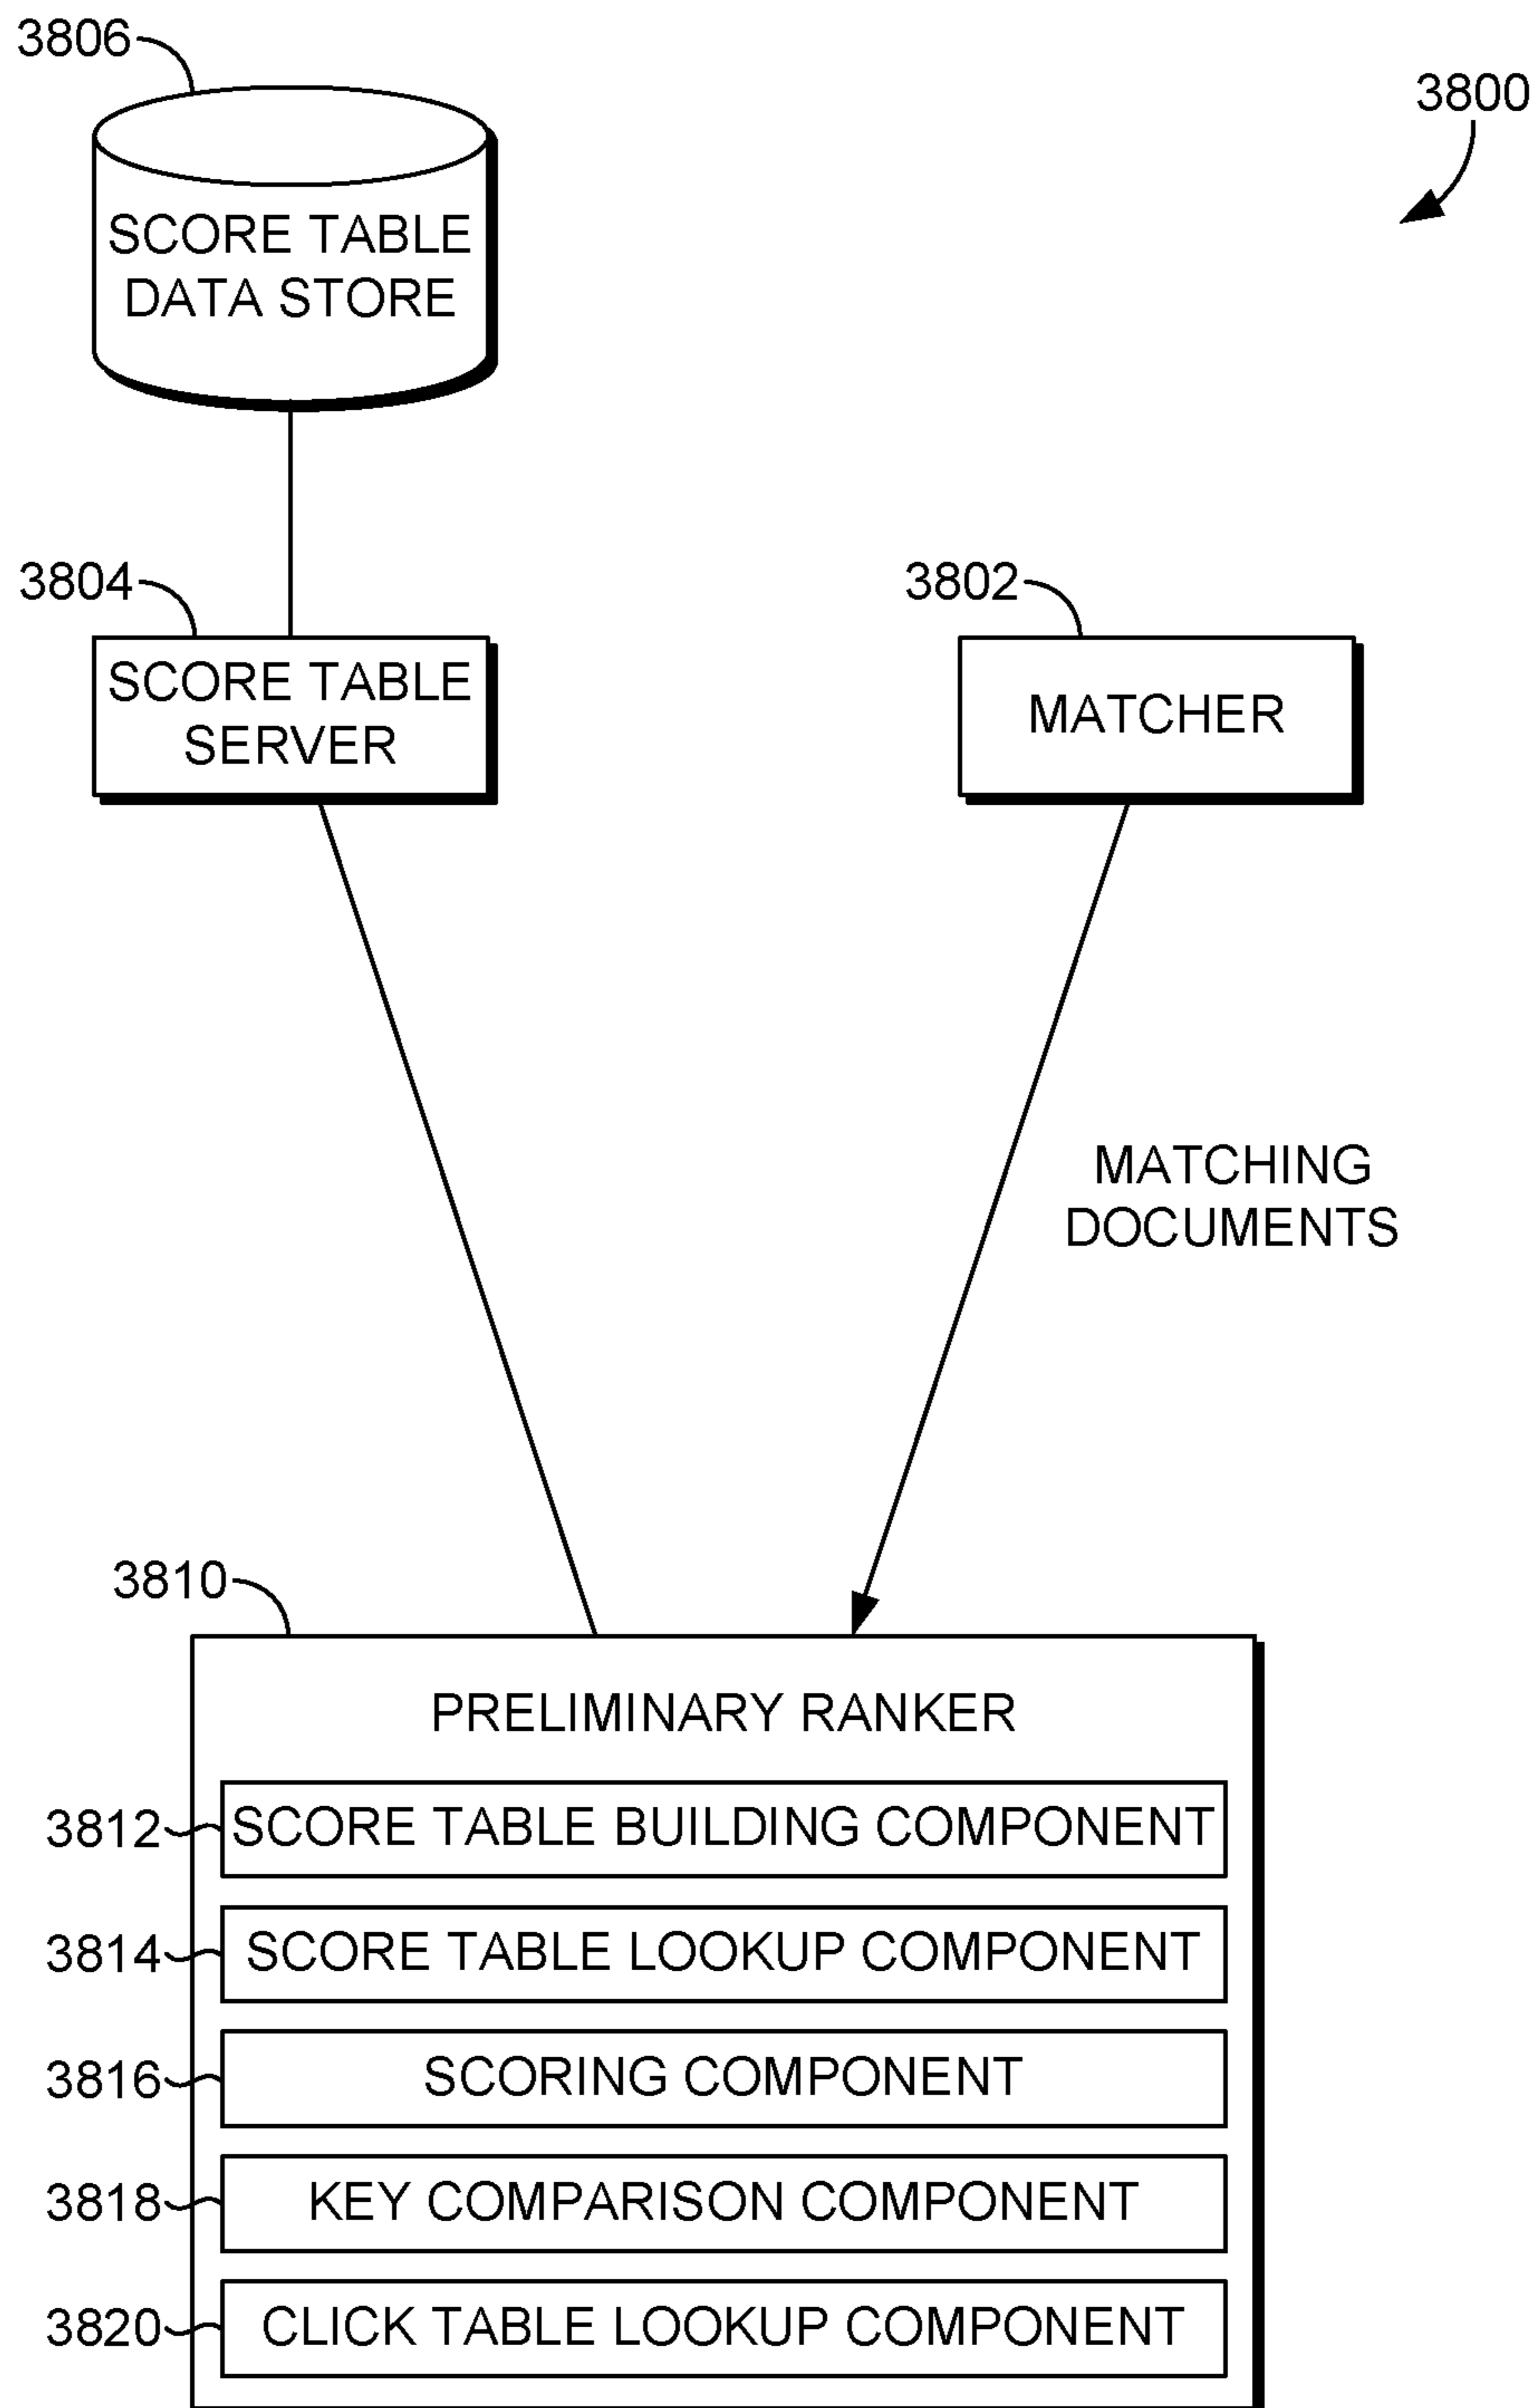 3806
3800
SCORE TABLE
DATA STORE
3804
3802
SCORE TABLE
SERVER
MATCHER
MATCHING
DOCUMENTS
3810
PRELIMINARY RANKER
3812
SCORE TABLE BUILDING COMPONENT
3814
SCORE TABLE LOOKUP COMPONENT
3816
SCORING COMPONENT
3818
KEY COMPARISON COMPONENT
3820
CLICK TABLE LOOKUP COMPONENT